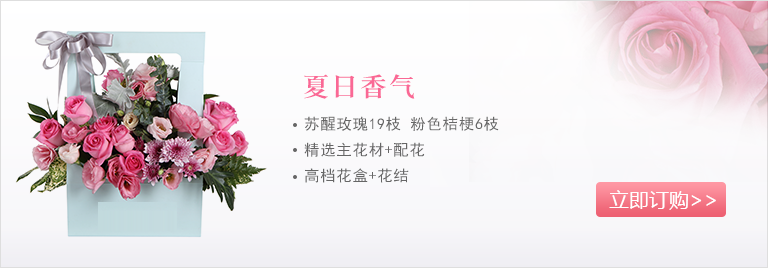 夏日香气
• 苏醒玫瑰19枝 粉色桔梗6枝
• 精选主花材+配花
• 高档花盒+花结
立即订购>>